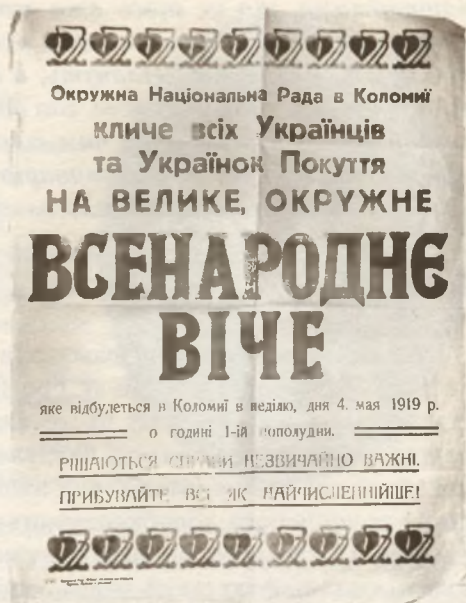 Окружна Національна Рада в Коломиї
кличе всіх Українців
та Українок Покуття
НА ВЕЛИКЕ, ОКРУЖНЕ
ВСЕНАРОДНЄ
ВІЧЕ
яке відбудеться в Коломиї в неділю, дня 4. мая 1919 р.
о годині 1-ій пополудни.
РІШАЮТЬСЯ СПРАВИ НЕЗВИЧАЙНО ВАЖНІ.
ПРИБУВАЙТЕ ВСІ ЯК НАЙЧИСЛЕННІЙШЕ!